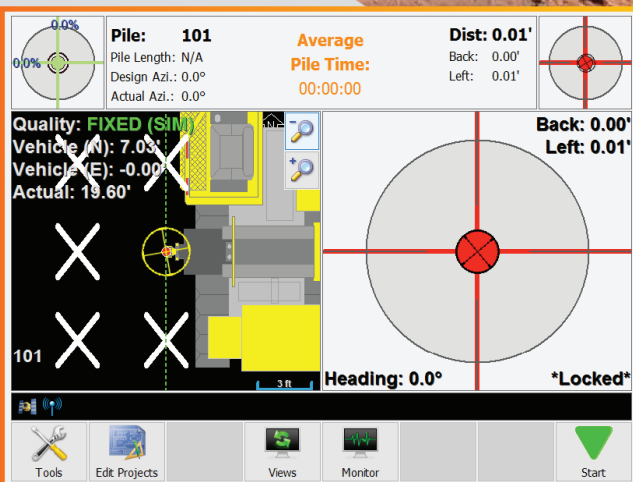 0.0%
0.0%
Pile: 101
Pile Length: N/A
Design Azi.: 0.0º
Actual Azi.: 0.0º
Average
Pile Time:
00:00:00
Dist: 0.01'
Back: 0.00'
Left: 0.01'
Quality: FIXED (SIM)
Vehicle (N): 7.03'
Vehicle (E): -0.00'
Actual: 19.60'
N
101
3 ft
Back: 0.00'
Left: 0.01'
Heading: 0.0º
*Locked*
Tools
Edit Projects
Views
Monitor
Start